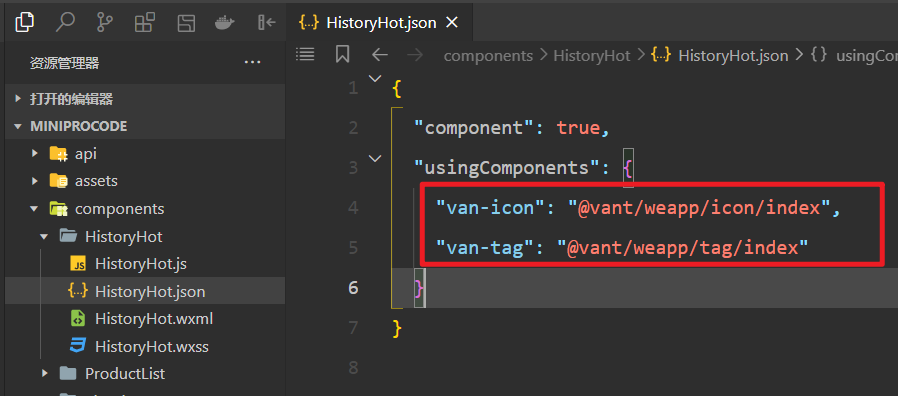 HistoryHot.json
资源管理器
components > HistoryHot > {..} HistoryHot.json > {} usingCo
打开的编辑器
MINIPROCODE
api
assets
components
HistoryHot
JS HistoryHot.js
{..} HistoryHot.json
HistoryHot.wxml
HistoryHot.wxss
ProductList
1 {
2 "component": true,
3 "usingComponents": {
4 "van-icon": "@vant/weapp/icon/index",
5 "van-tag": "@vant/weapp/tag/index"
6 }
7 }
8